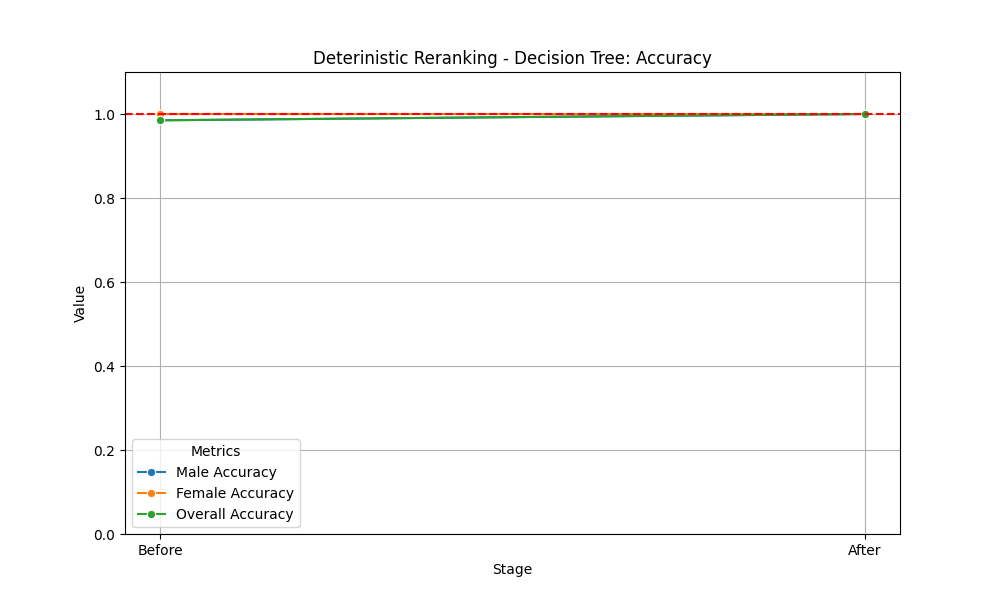 Deterinistic Reranking - Decision Tree: Accuracy
1.0
0.8
0.6
0.4
0.2
0.0
Value
Metrics
Male Accuracy
Female Accuracy
Overall Accuracy
Before
After
Stage